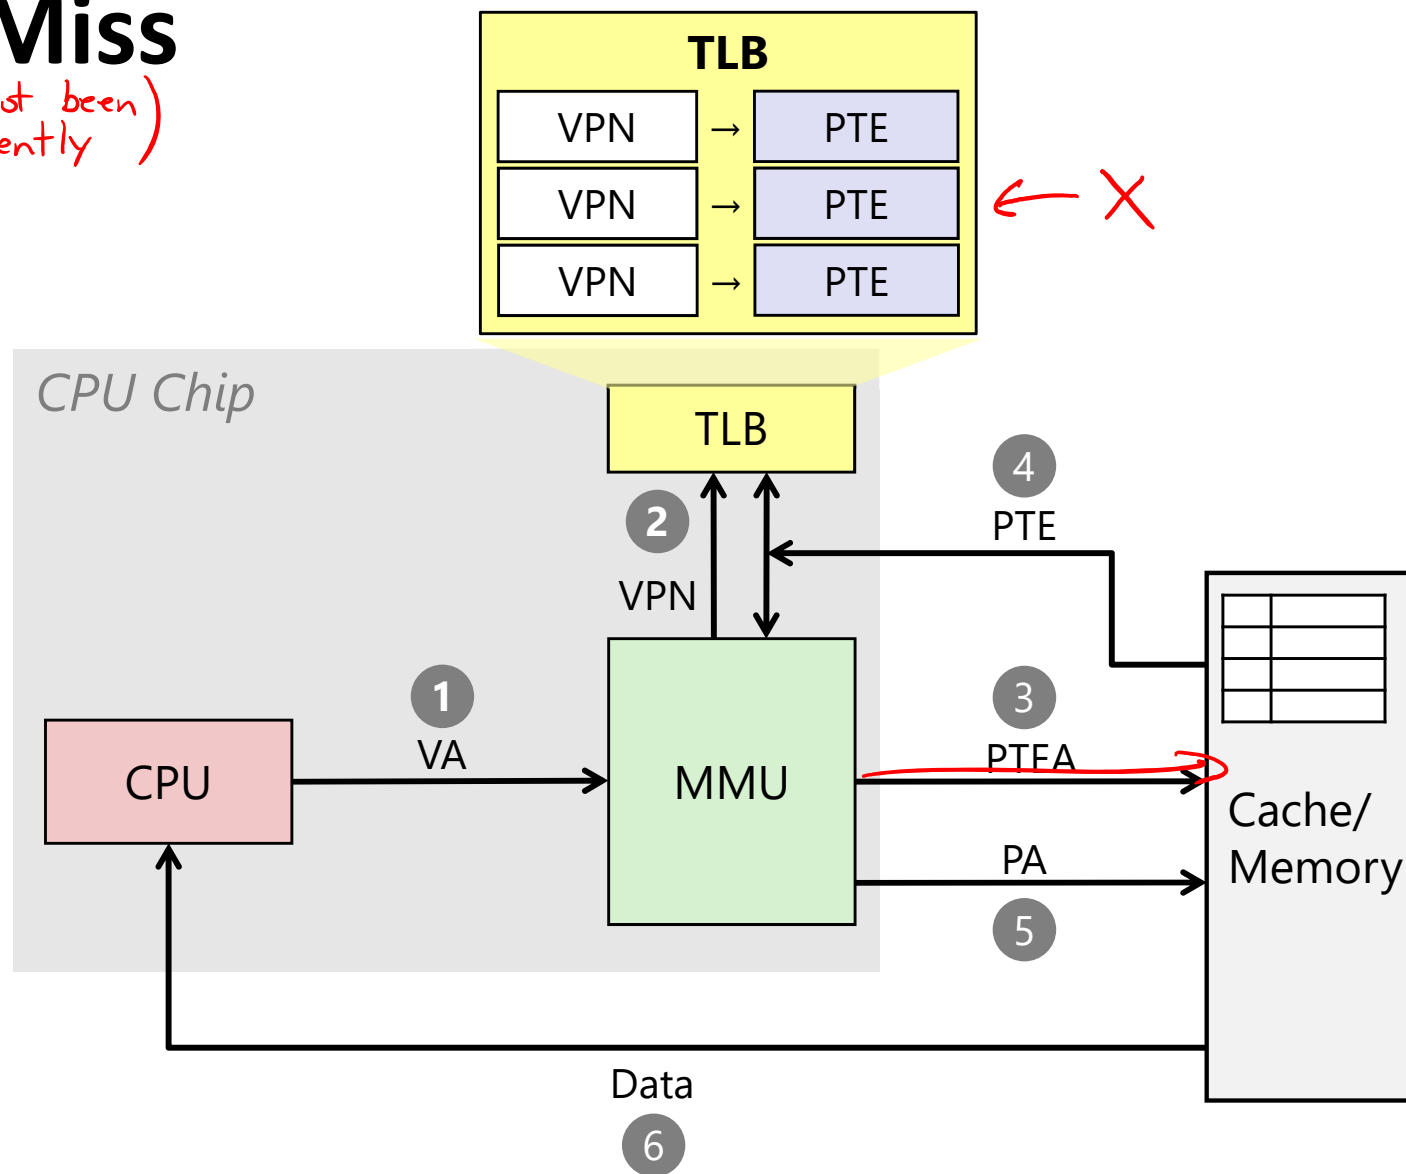 Miss
st been)
ently
TLB
VPN → PTE
VPN → PTE
VPN → PTE
X
CPU Chip
TLB
4
PTE
2
VPN
1
VA
3
PTEA
CPU
MMU
Cache/
Memory
PA
5
Data
6